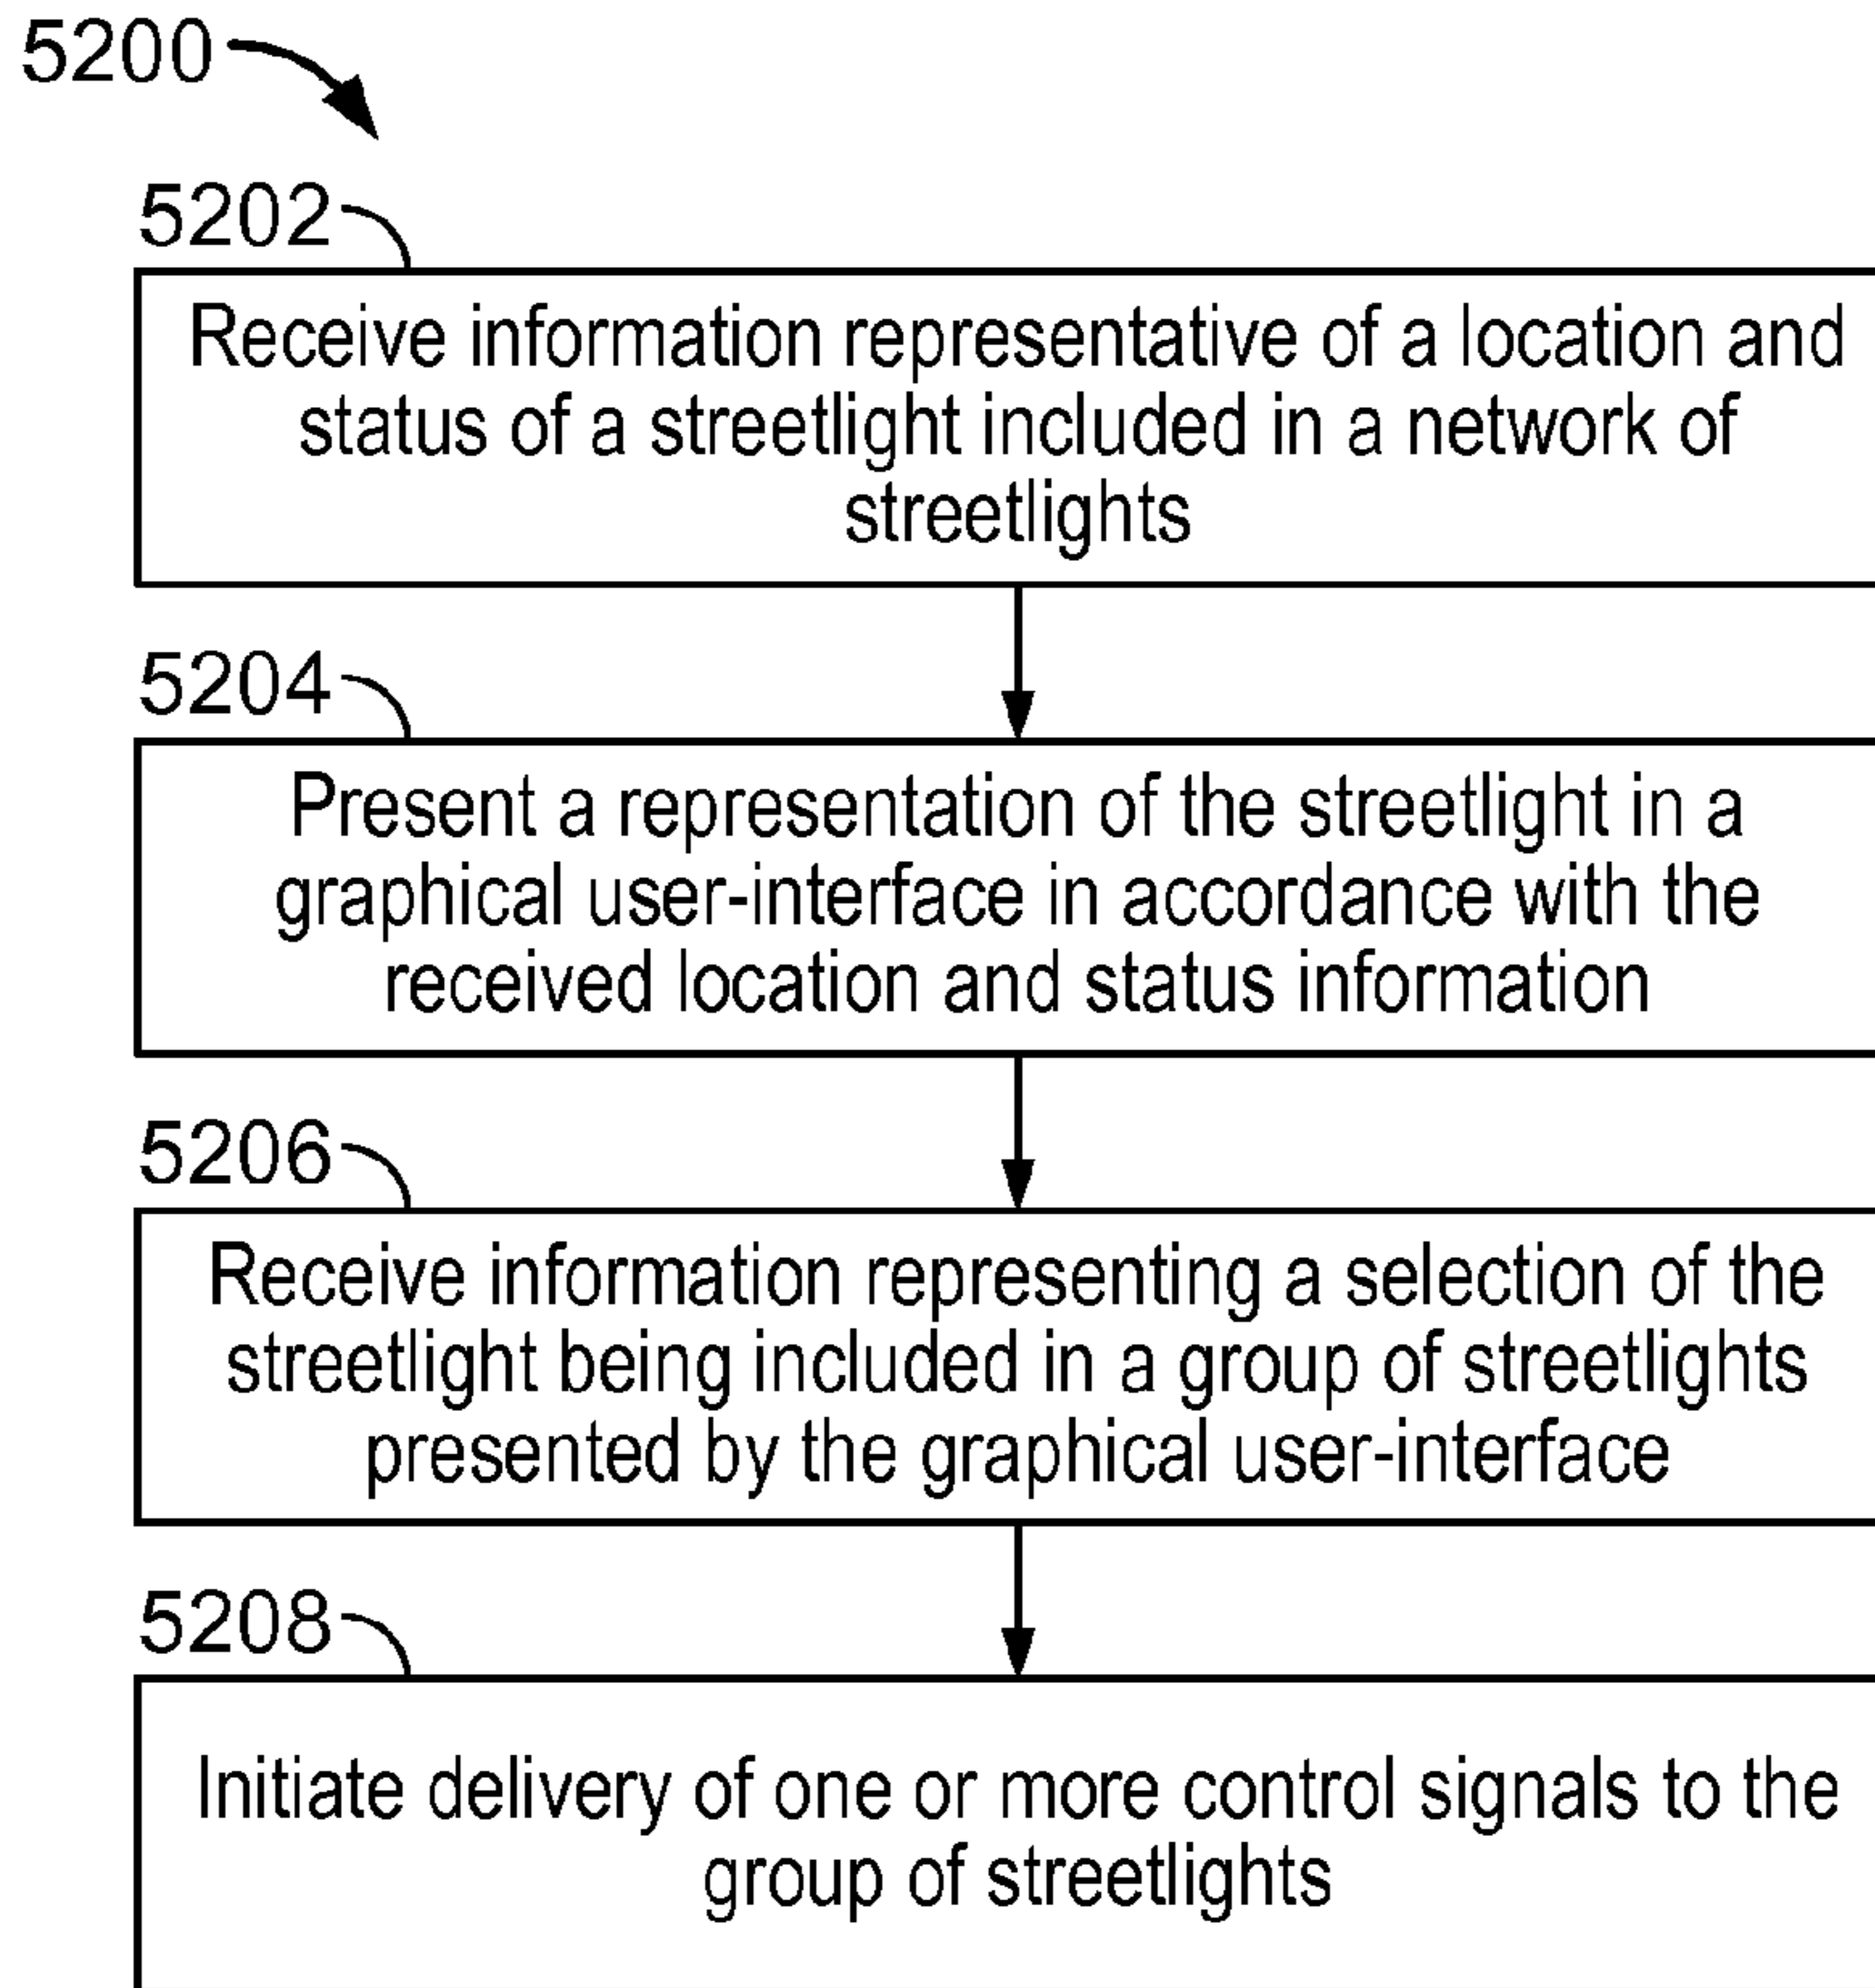 5200
5202
Receive information representative of a location and
status of a streetlight included in a network of
streetlights
5204
Present a representation of the streetlight in a
graphical user-interface in accordance with the
received location and status information
5206
Receive information representing a selection of the
streetlight being included in a group of streetlights
presented by the graphical user-interface
5208
Initiate delivery of one or more control signals to the
group of streetlights